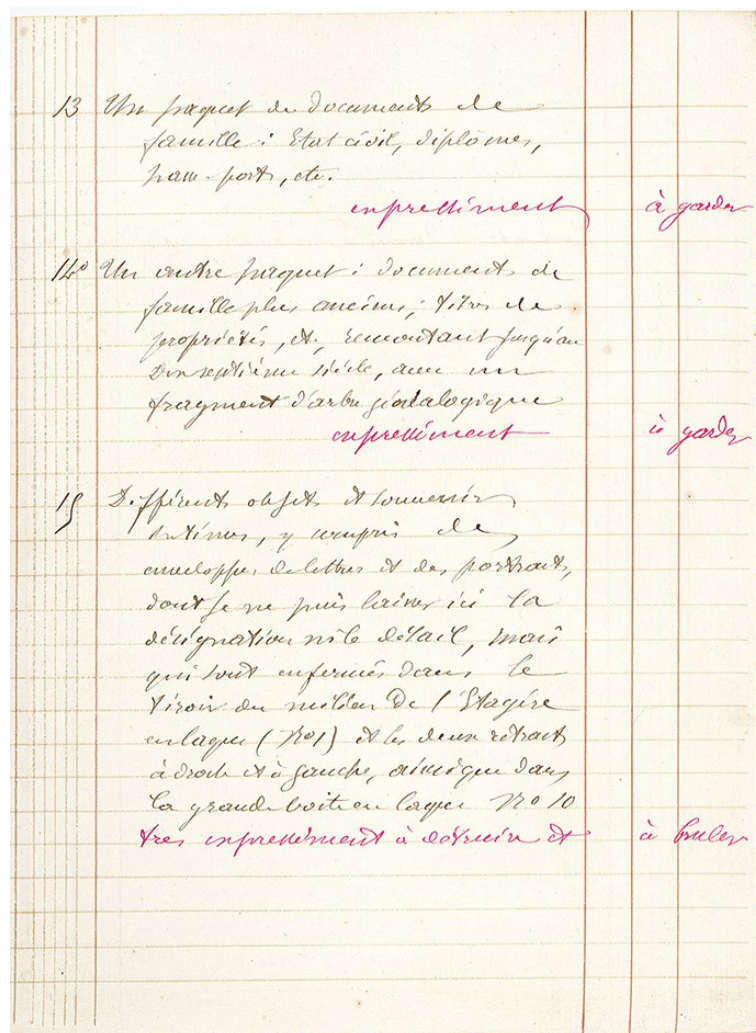 13 Un paquet de documents de
famille : Etat civil, diplômes,
passe-ports, etc.
expressément à garder
14° Un autre paquet : documents de
famille plus anciens ; titres de
propriétés, et, remontant jusqu'au
Dix septième siècle, avec un
fragment d'arbre généalogique
expressément à garder
15 Différents objets et souvenirs
intimes, y compris de
enveloppes de lettres et des portraits,
dont je ne puis laisser ici la
désignation ni le détail, mais
qui sont enfermés dans le
tiroir du milieu de l'Etagère
en laque (No 1) et les deux retraits
à droite et à gauche, ainsi que dans
la grande boite en laque No 10
très expressément à détruire et à bruler